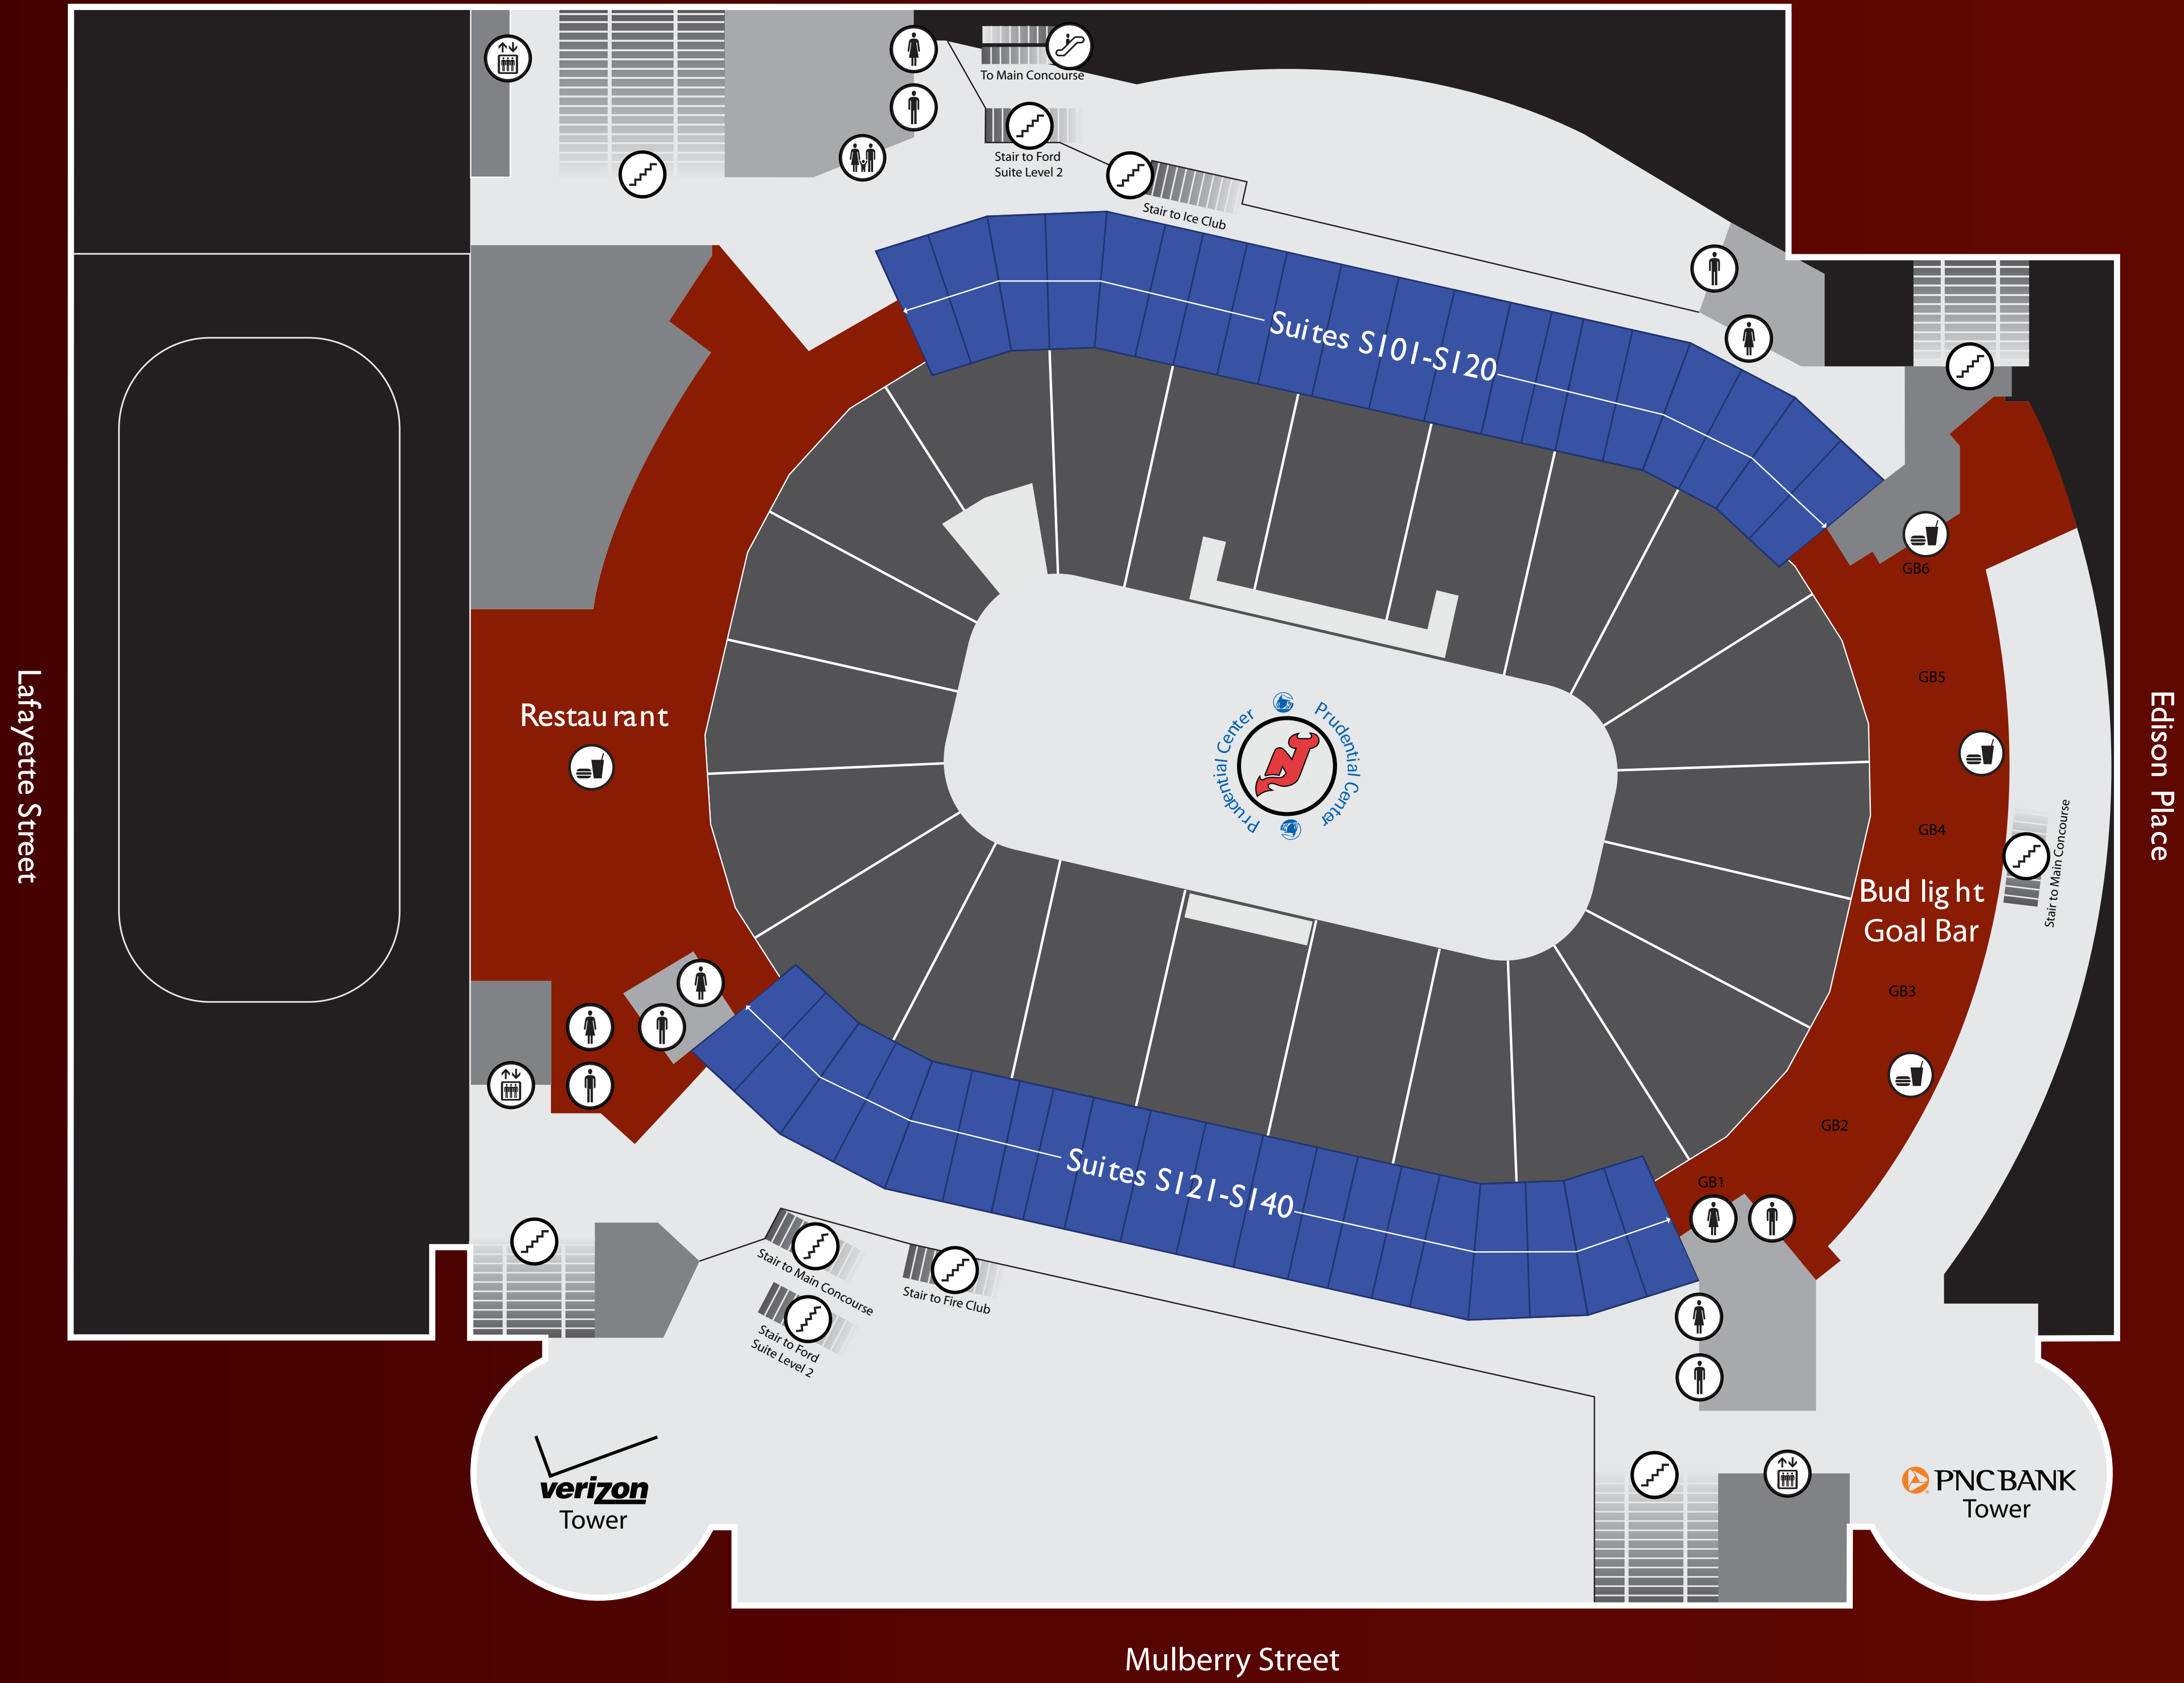 To Main Concourse
Stair to Ford
Suite Level 2
Stair to Ice Club
Suites S101-S120
GB6
GB5
Restaurant
Prudential Center
Prudential Center
GB4
Bud light
Goal Bar
Stair to Main Concourse
GB3
GB2
GB1
Suites S121-S140
Stair to Main Concourse
Stair to Fire Club
Stair to Ford
Suite Level 2
verizon
Tower
PNC BANK
Tower
Lafayette Street
Edison Place
Mulberry Street